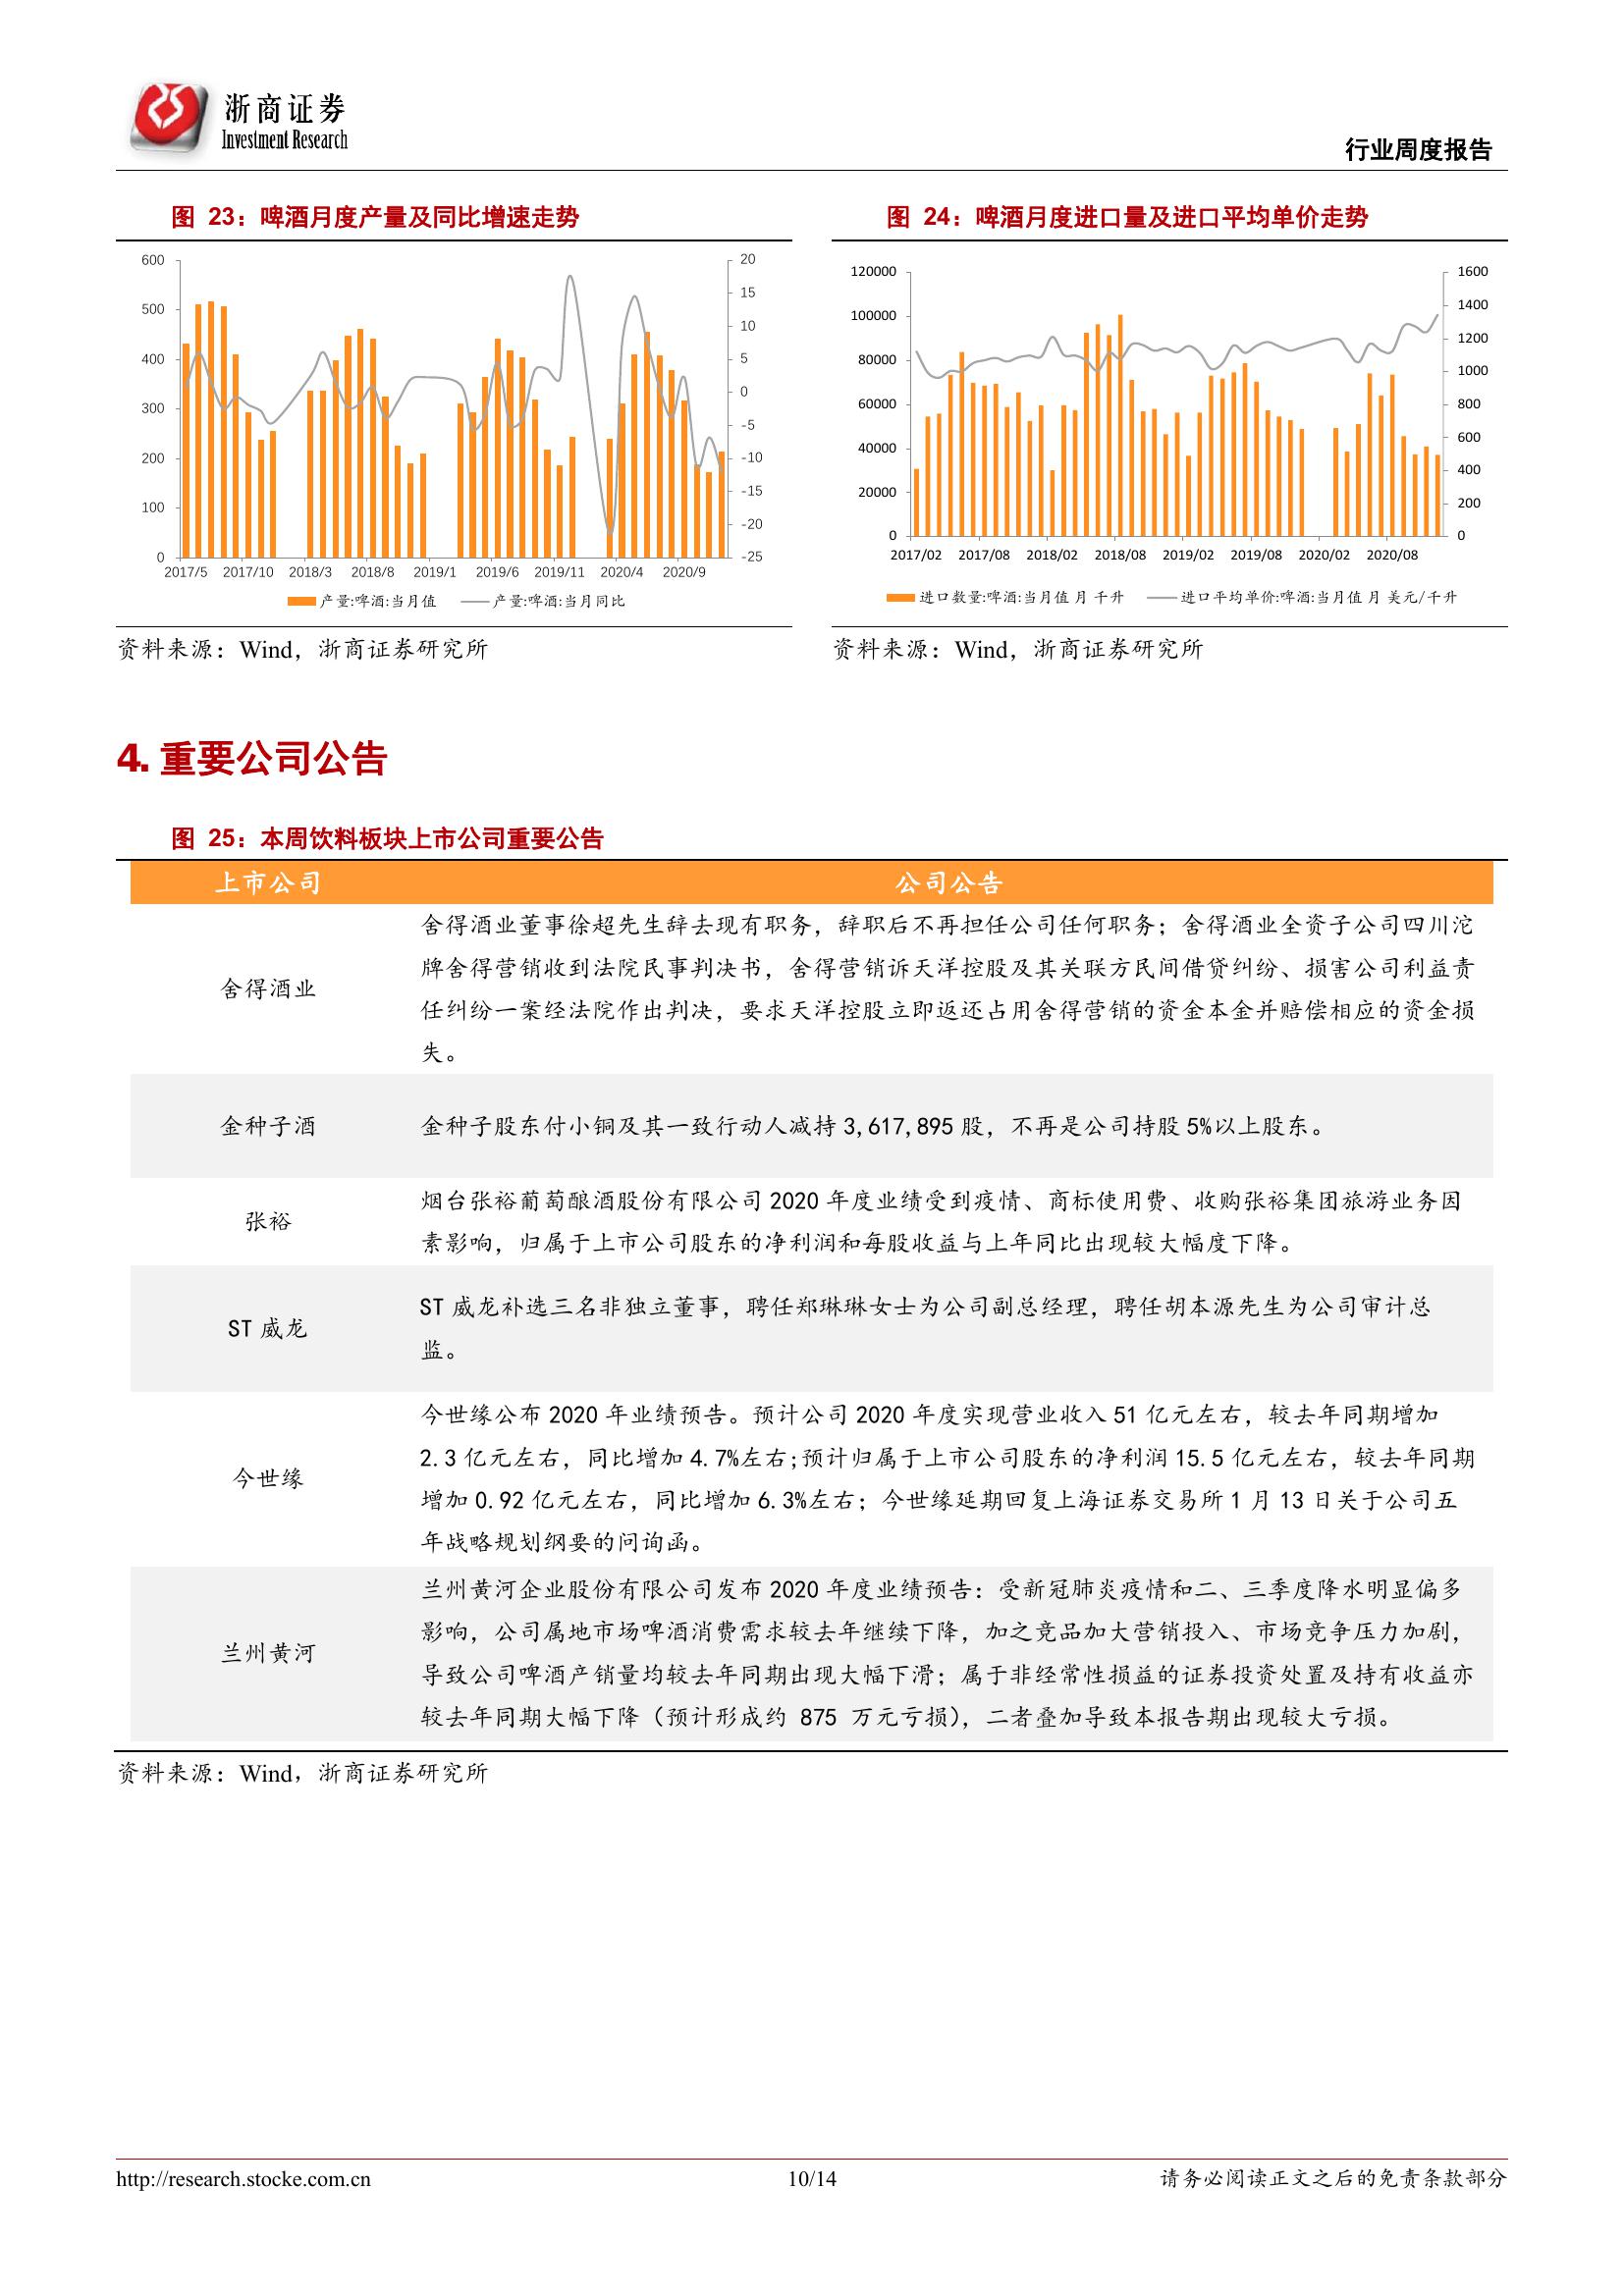 浙商证券
Investment Research
行业周度报告
图 23：啤酒月度产量及同比增速走势
600
500
400
300
200
100
0
20
15
10
5
0
-5
-10
-15
-20
-25
2017/5 2017/10 2018/3 2018/8 2019/1 2019/6 2019/11 2020/4 2020/9
产量:啤酒:当月值 产量:啤酒:当月同比
资料来源：Wind，浙商证券研究所
图 24：啤酒月度进口量及进口平均单价走势
120000
100000
80000
60000
40000
20000
0
1600
1400
1200
1000
800
600
400
200
0
2017/02 2017/08 2018/02 2018/08 2019/02 2019/08 2020/02 2020/08
进口数量:啤酒:当月值 月 千升 进口平均单价:啤酒:当月值 月 美元/千升
资料来源：Wind，浙商证券研究所
4. 重要公司公告
图 25：本周饮料板块上市公司重要公告
上市公司 公司公告
舍得酒业
舍得酒业董事徐超先生辞去现有职务，辞职后不再担任公司任何职务；舍得酒业全资子公司四川沱
牌舍得营销收到法院民事判决书，舍得营销诉天洋控股及其关联方民间借贷纠纷、损害公司利益责
任纠纷一案经法院作出判决，要求天洋控股立即返还占用舍得营销的资金本金并赔偿相应的资金损
失。
金种子酒
金种子股东付小铜及其一致行动人减持 3,617,895 股，不再是公司持股 5%以上股东。
张裕
烟台张裕葡萄酿酒股份有限公司 2020 年度业绩受到疫情、商标使用费、收购张裕集团旅游业务因
素影响，归属于上市公司股东的净利润和每股收益与上年同比出现较大幅度下降。
ST 威龙
ST 威龙补选三名非独立董事，聘任郑琳琳女士为公司副总经理，聘任胡本源先生为公司审计总
监。
今世缘
今世缘公布 2020 年业绩预告。预计公司 2020 年度实现营业收入 51 亿元左右，较去年同期增加
2.3 亿元左右，同比增加 4.7%左右;预计归属于上市公司股东的净利润 15.5 亿元左右，较去年同期
增加 0.92 亿元左右，同比增加 6.3%左右；今世缘延期回复上海证券交易所 1 月 13 日关于公司五
年战略规划纲要的问询函。
兰州黄河
兰州黄河企业股份有限公司发布 2020 年度业绩预告：受新冠肺炎疫情和二、三季度降水明显偏多
影响，公司属地市场啤酒消费需求较去年继续下降，加之竞品加大营销投入、市场竞争压力加剧，
导致公司啤酒产销量均较去年同期出现大幅下滑；属于非经常性损益的证券投资处置及持有收益亦
较去年同期大幅下降（预计形成约 875 万元亏损），二者叠加导致本报告期出现较大亏损。
资料来源：Wind，浙商证券研究所
http://research.stocke.com.cn 10/14 请务必阅读正文之后的免责条款部分